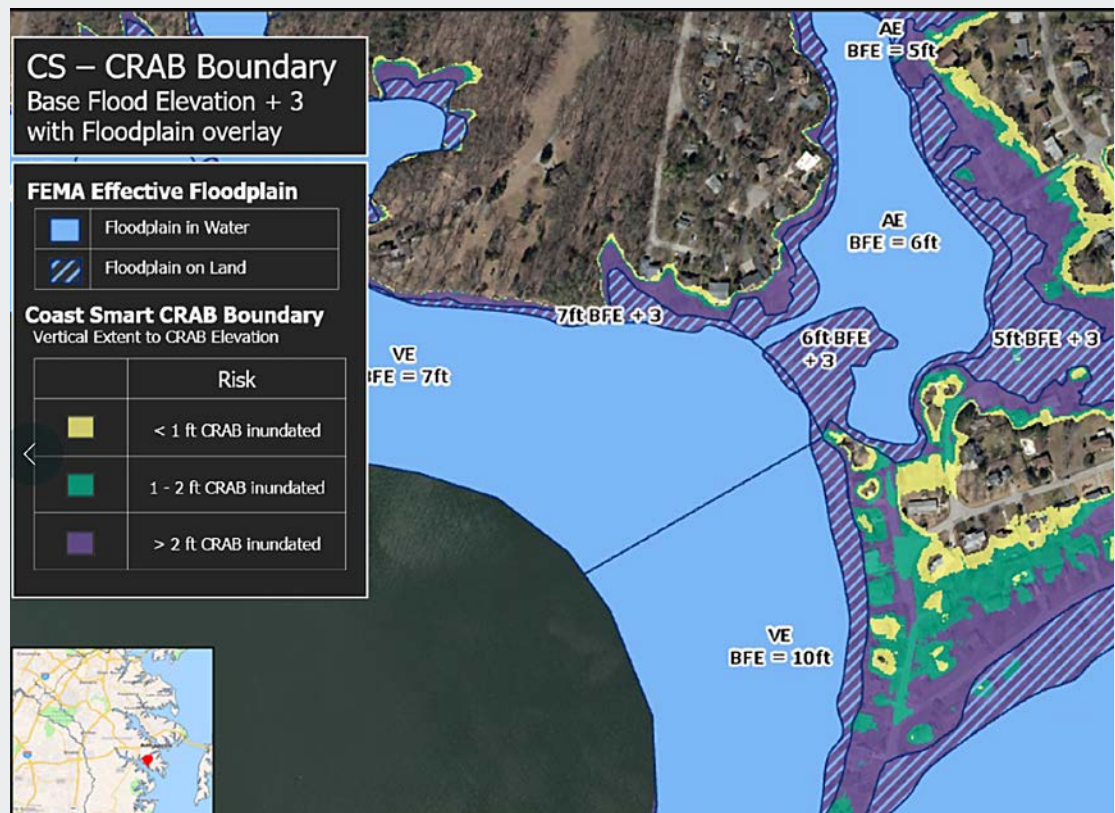 CS – CRAB Boundary
Base Flood Elevation + 3
with Floodplain overlay
FEMA Effective Floodplain
Floodplain in Water
Floodplain on Land
Coast Smart CRAB Boundary
Vertical Extent to CRAB Elevation
Risk
< 1 ft CRAB inundated
1 - 2 ft CRAB inundated
> 2 ft CRAB inundated
AE
BFE = 5ft
AE
BFE = 6ft
7ft BFE + 3
6ft BFE
+ 3
5ft BFE + 3
VE
BFE = 7ft
VE
BFE = 10ft